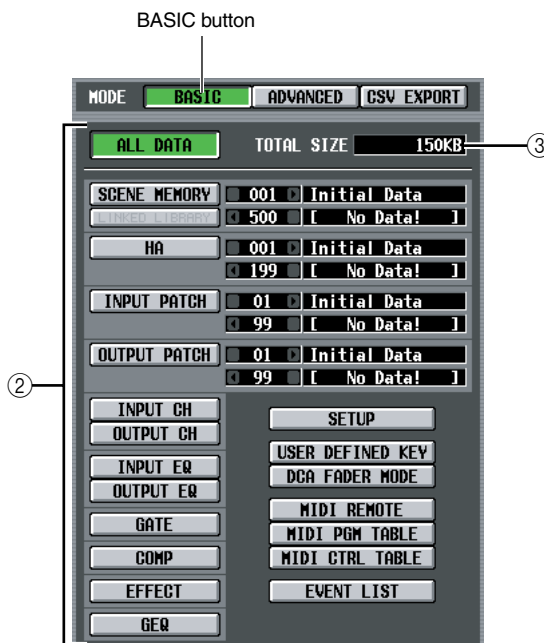 BASIC button
MODE BASIC ADVANCED CSV EXPORT
ALL DATA TOTAL SIZE 150KB
③
SCENE MEMORY 001 Initial Data
LINKED LIBRARY 500 [ No Data! ]
HA 001 Initial Data
199 [ No Data! ]
INPUT PATCH 01 Initial Data
99 [ No Data! ]
OUTPUT PATCH 01 Initial Data
99 [ No Data! ]
②
INPUT CH
OUTPUT CH
INPUT EQ
OUTPUT EQ
GATE
COMP
EFFECT
GEQ
SETUP
USER DEFINED KEY
DCA FADER MODE
MIDI REMOTE
MIDI PGM TABLE
MIDI CTRL TABLE
EVENT LIST